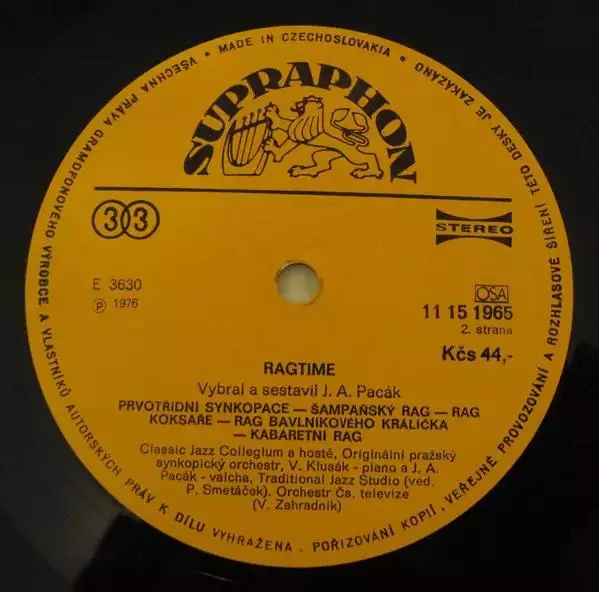 VŠECHNA PRÁVA GRAMOFONOVÉHO VÝROBCE A VLASTNÍKŮ AUTORSKÝCH PRÁV K DÍLU VYHRAŽENA. POŘIZOVÁNÍ KOPIÍ, VEŘEJNÉ PROVOZOVÁNÍ A ROZHLASOVÉ ŠÍŘENÍ TÉTO DESKY JE ZAKÁZÁNO
• MADE IN CZECHOSLOVAKIA •
SUPRAPHON
33
STEREO
E 3630
Ⓟ 1976
OSA
11 15 1965
2. strana
Kčs 44,-
RAGTIME
Vybral a sestavil J. A. Pacák
PRVOTŘÍDNÍ SYNKOPACE — ŠAMPAŇSKÝ RAG — RAG
KOKSAŘE — RAG BAVLNÍKOVÉHO KRÁLÍČKA
— KABARETNÍ RAG
Classic Jazz Collegium a hosté, Originální pražský
synkopický orchestr, V. Klusák - piano a J. A.
Pacák - valcha, Traditional Jazz Studio (ved.
P. Smetáček). Orchestr Čs. televize
(V. Zahradník)